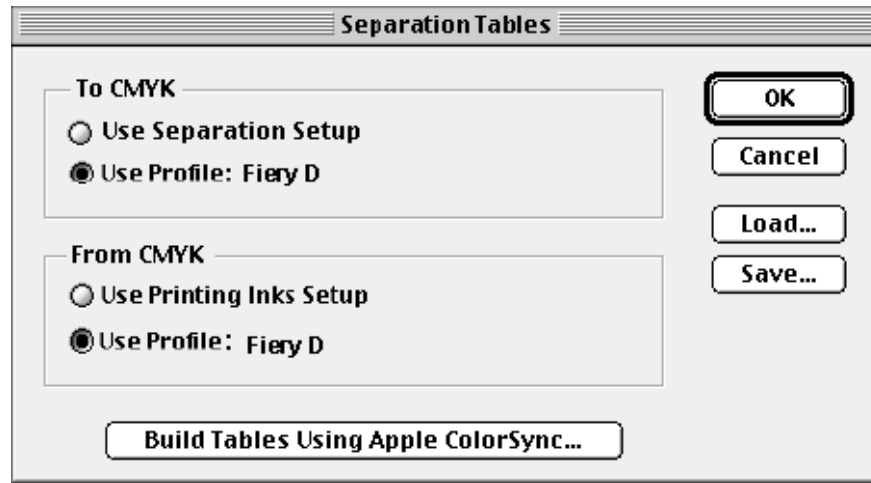 Separation Tables
To CMYK
Use Separation Setup
Use Profile: Fiery D
From CMYK
Use Printing Inks Setup
Use Profile: Fiery D
OK
Cancel
Load...
Save...
Build Tables Using Apple ColorSync...